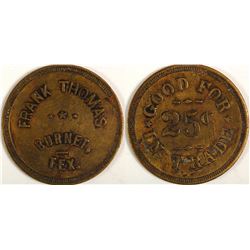 FRANK THOMAS
BURNET,
TEX.
GOOD FOR
25¢
IN TRADE